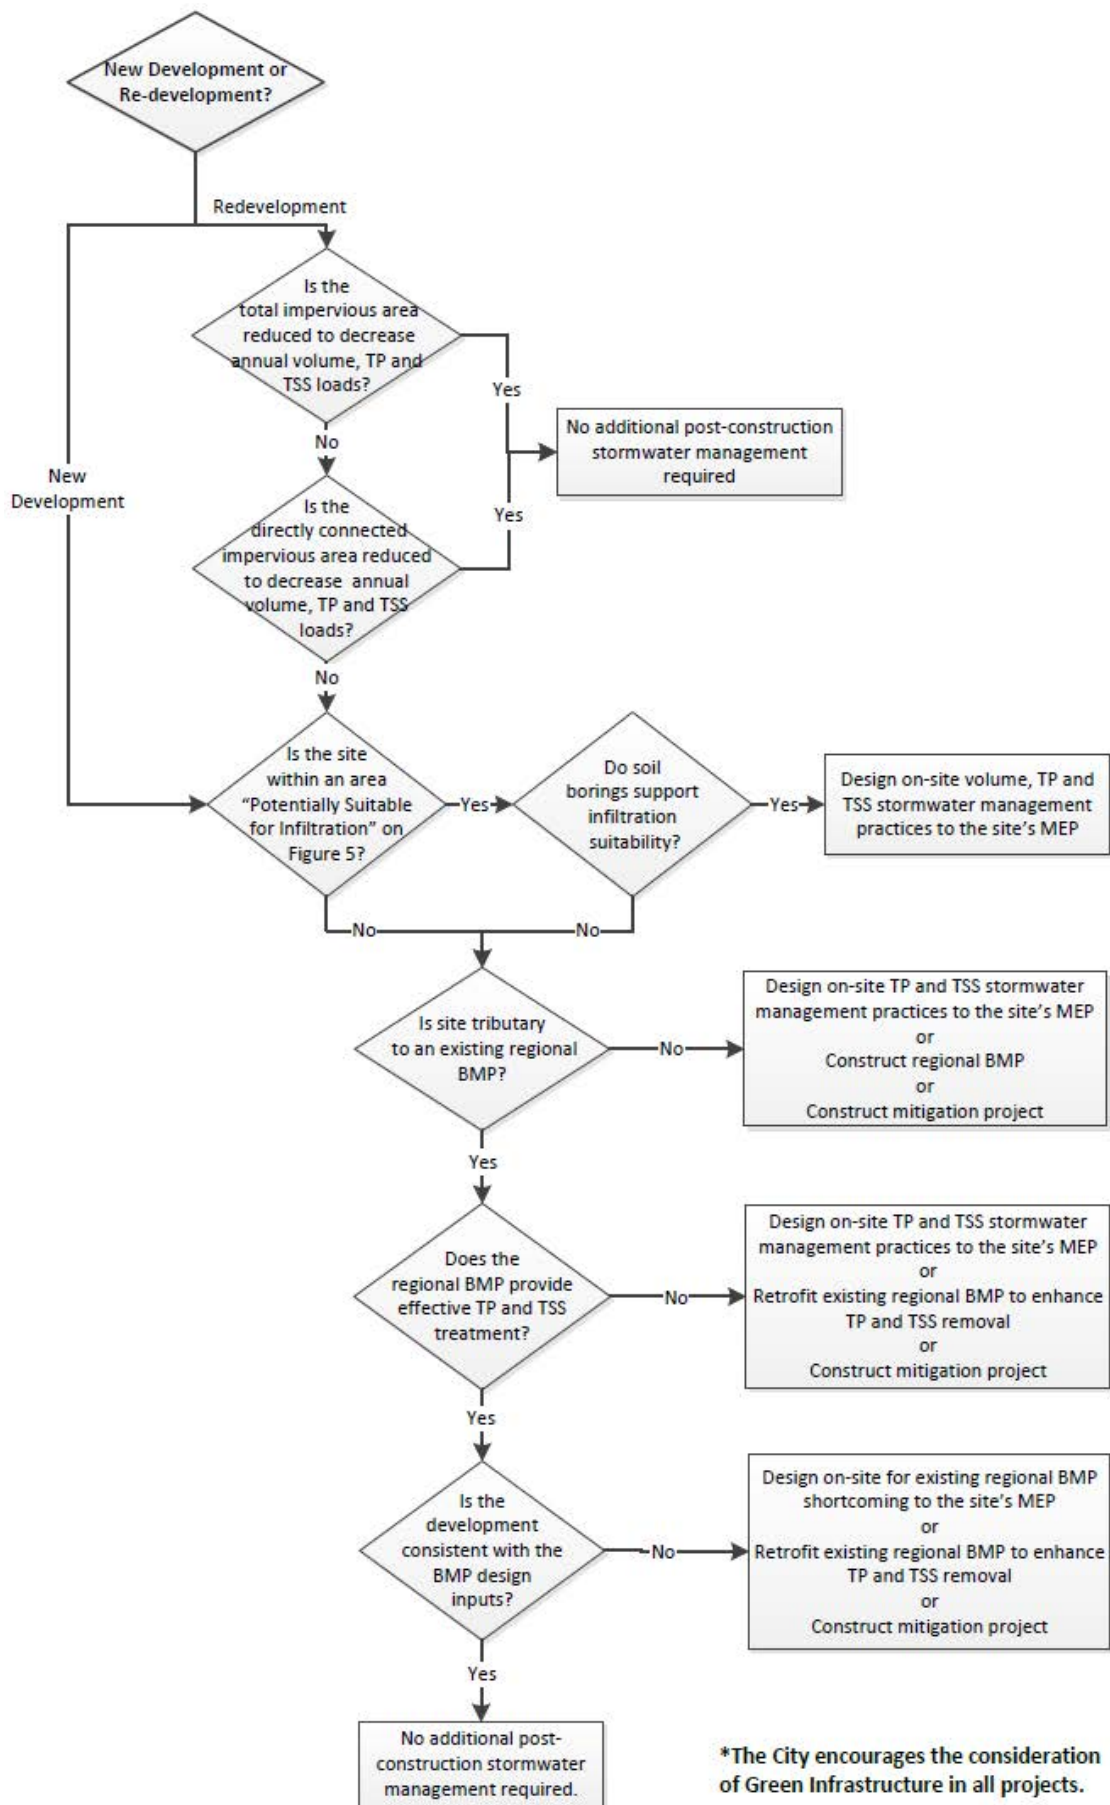 New Development or
Re-development?
Redevelopment
Is the
total impervious area
reduced to decrease
annual volume, TP and
TSS loads?
Yes
No
No additional post-construction
stormwater management
required
New
Development
Is the
directly connected
impervious area reduced
to decrease annual
volume, TP and TSS
loads?
Yes
No
Is the site
within an area
“Potentially Suitable
for Infiltration” on
Figure 5?
Yes
Do soil
borings support
infiltration
suitability?
Yes
Design on-site volume, TP and
TSS stormwater management
practices to the site’s MEP
No
No
Is site tributary
to an existing regional
BMP?
No
Design on-site TP and TSS stormwater
management practices to the site’s MEP
or
Construct regional BMP
or
Construct mitigation project
Yes
Does the
regional BMP provide
effective TP and TSS
treatment?
No
Design on-site TP and TSS stormwater
management practices to the site’s MEP
or
Retrofit existing regional BMP to enhance
TP and TSS removal
or
Construct mitigation project
Yes
Is the
development
consistent with the
BMP design
inputs?
No
Design on-site for existing regional BMP
shortcoming to the site’s MEP
or
Retrofit existing regional BMP to enhance
TP and TSS removal
or
Construct mitigation project
Yes
No additional post-
construction stormwater
management required.
*The City encourages the consideration
of Green Infrastructure in all projects.